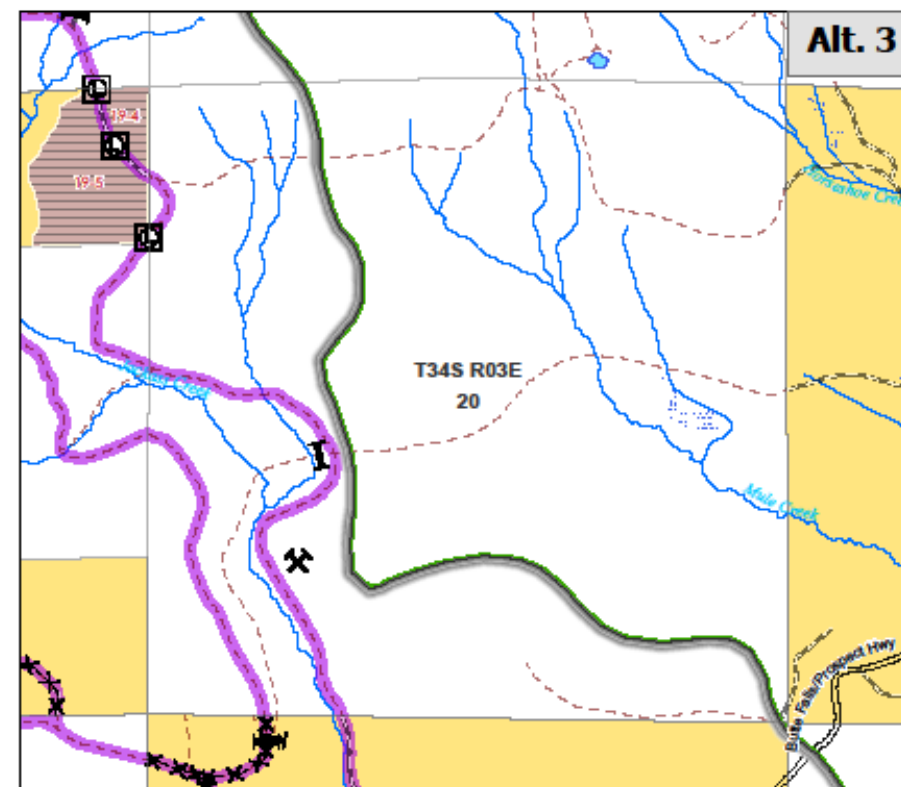 Alt. 3
19-4
19-5
Horseshoe Creek
T34S R03E
20
Mule Creek
Butte Falls/Prospect Hwy